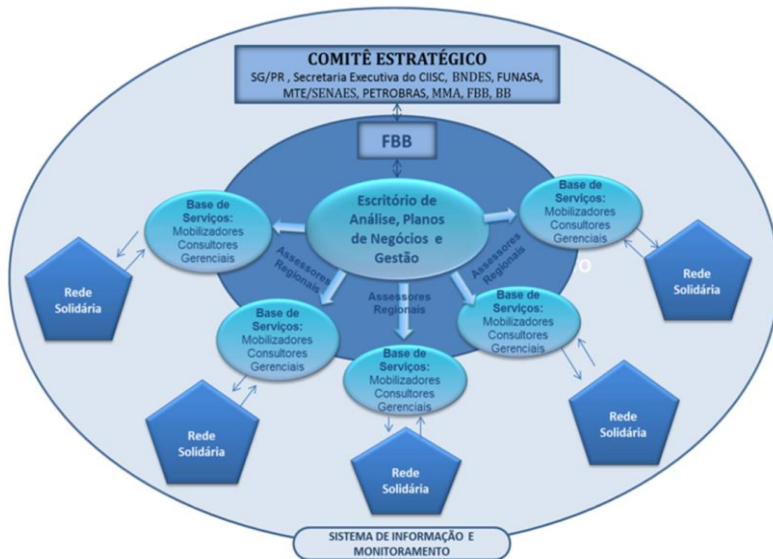 COMITÊ ESTRATÉGICO
SG/PR , Secretaria Executiva do CIISC, BNDES, FUNASA,
MTE/SENAES, PETROBRAS, MMA, FBB, BB
FBB
Escritório de
Análise, Planos
de Negócios e
Gestão
Base de
Serviços:
Mobilizadores
Consultores
Gerenciais
Base de
Serviços:
Mobilizadores
Consultores
Gerenciais
Assessores
Regionais
Assessores
Regionais
Assessores
Regionais
O
Rede
Solidária
Rede
Solidária
Base de
Serviços:
Mobilizadores
Consultores
Gerenciais
Base de
Serviços:
Mobilizadores
Consultores
Gerenciais
Base de
Serviços:
Mobilizadores
Consultores
Gerenciais
Rede
Solidária
Rede
Solidária
Rede
Solidária
SISTEMA DE INFORMAÇÃO E
MONITORAMENTO